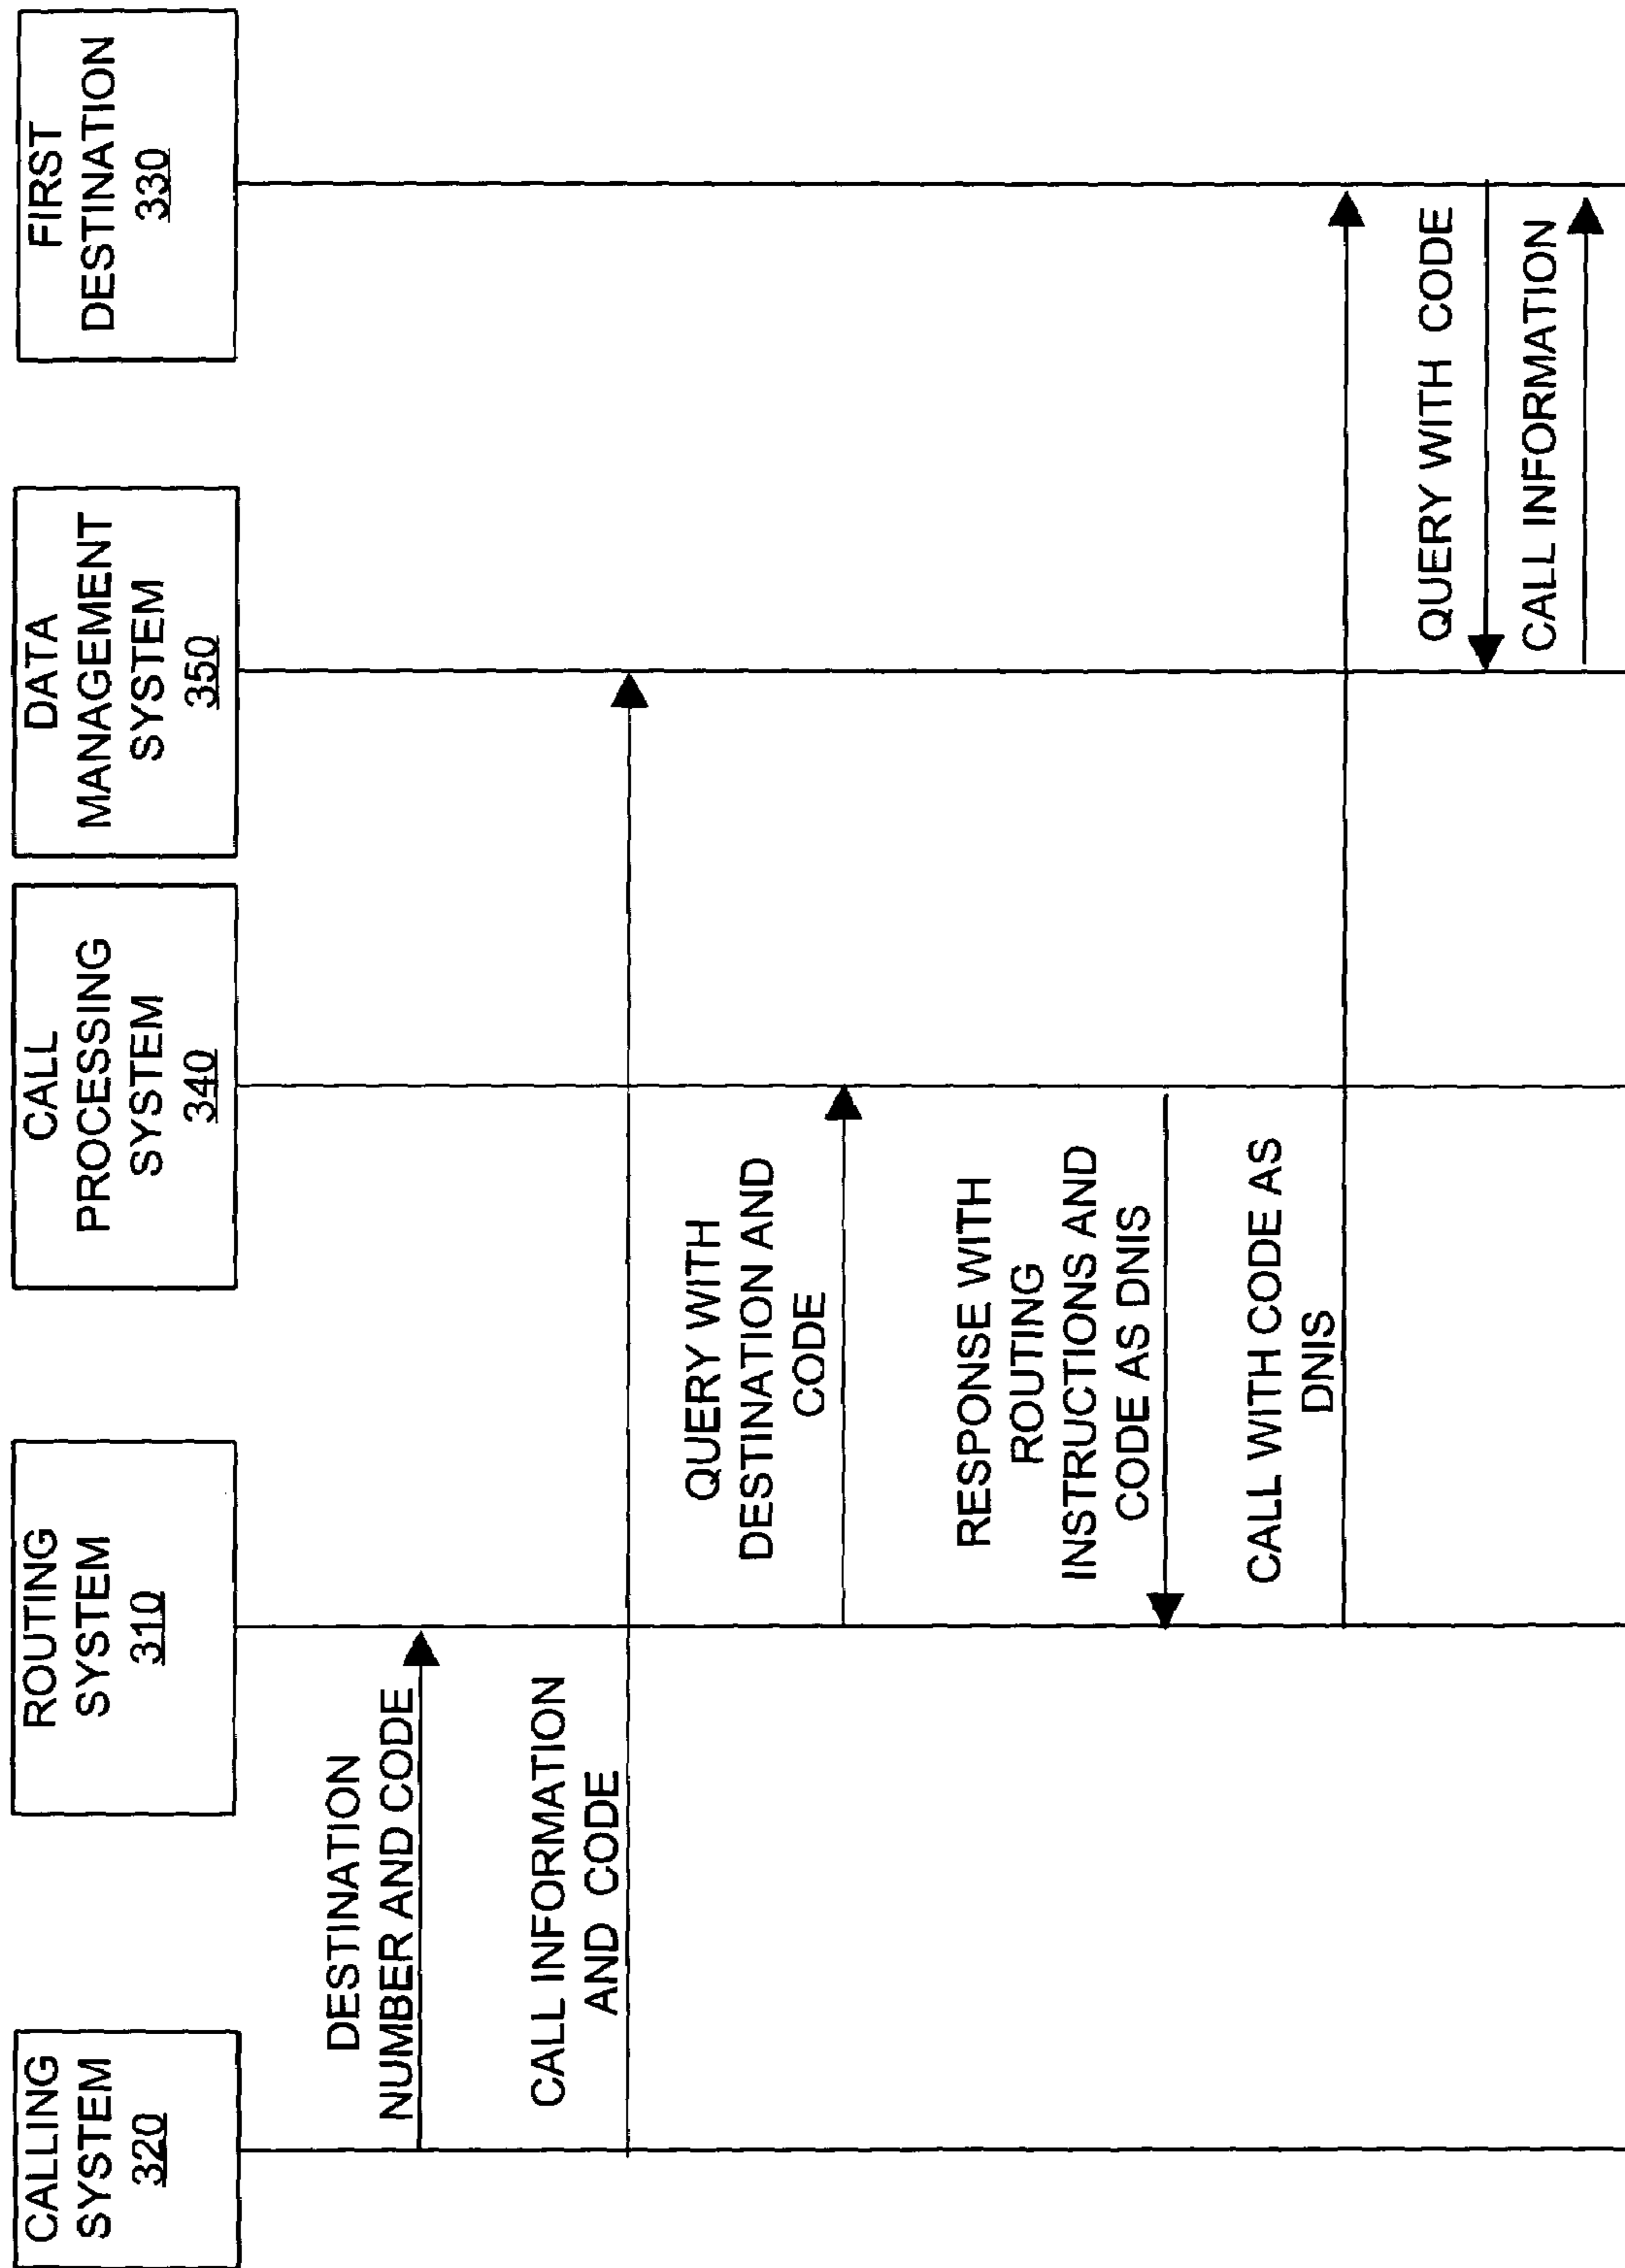 CALLING
SYSTEM
320
ROUTING
SYSTEM
310
CALL
PROCESSING
SYSTEM
340
DATA
MANAGEMENT
SYSTEM
350
FIRST
DESTINATION
330
DESTINATION
NUMBER AND CODE
CALL INFORMATION
AND CODE
QUERY WITH
DESTINATION AND
CODE
RESPONSE WITH
ROUTING
INSTRUCTIONS AND
CODE AS DNIS
CALL WITH CODE AS
DNIS
QUERY WITH CODE
CALL INFORMATION